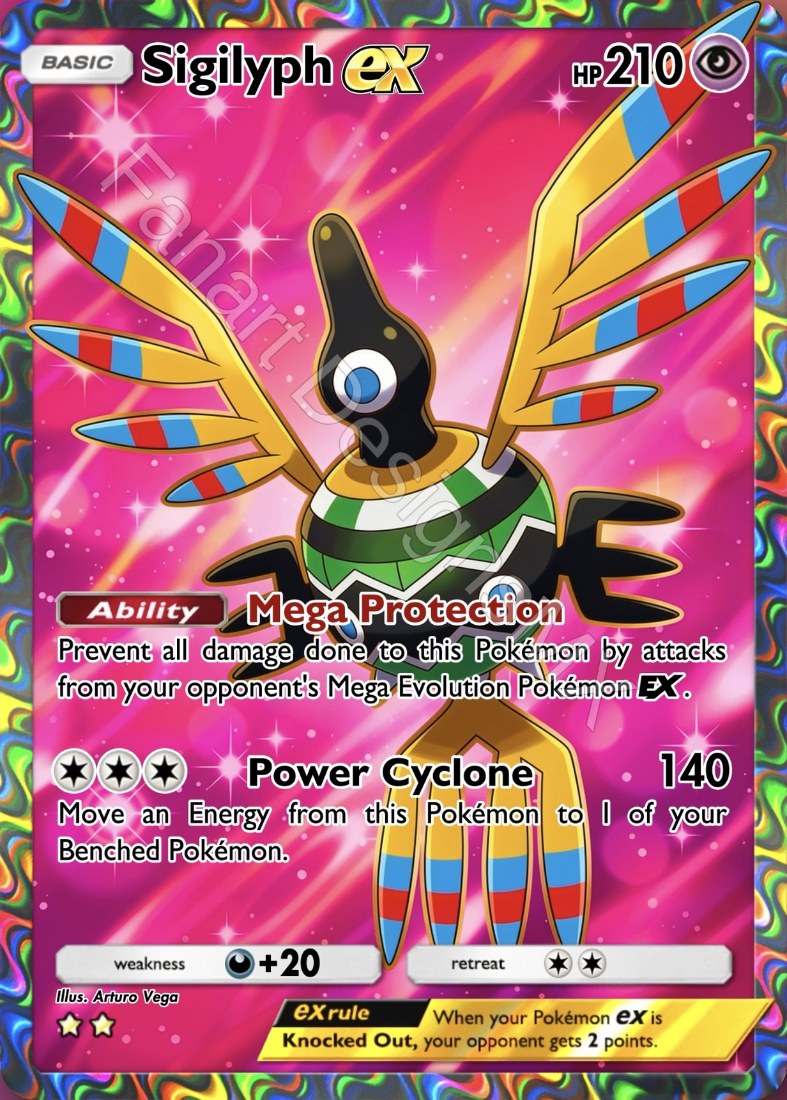 BASIC Sigilyph ex HP 210
Fanart Design MAX
Ability Mega Protection
Prevent all damage done to this Pokémon by attacks
from your opponent's Mega Evolution Pokémon EX.
Power Cyclone 140
Move an Energy from this Pokémon to 1 of your
Benched Pokémon.
weakness +20 retreat
Illus. Arturo Vega
ex rule When your Pokémon ex is
Knocked Out, your opponent gets 2 points.